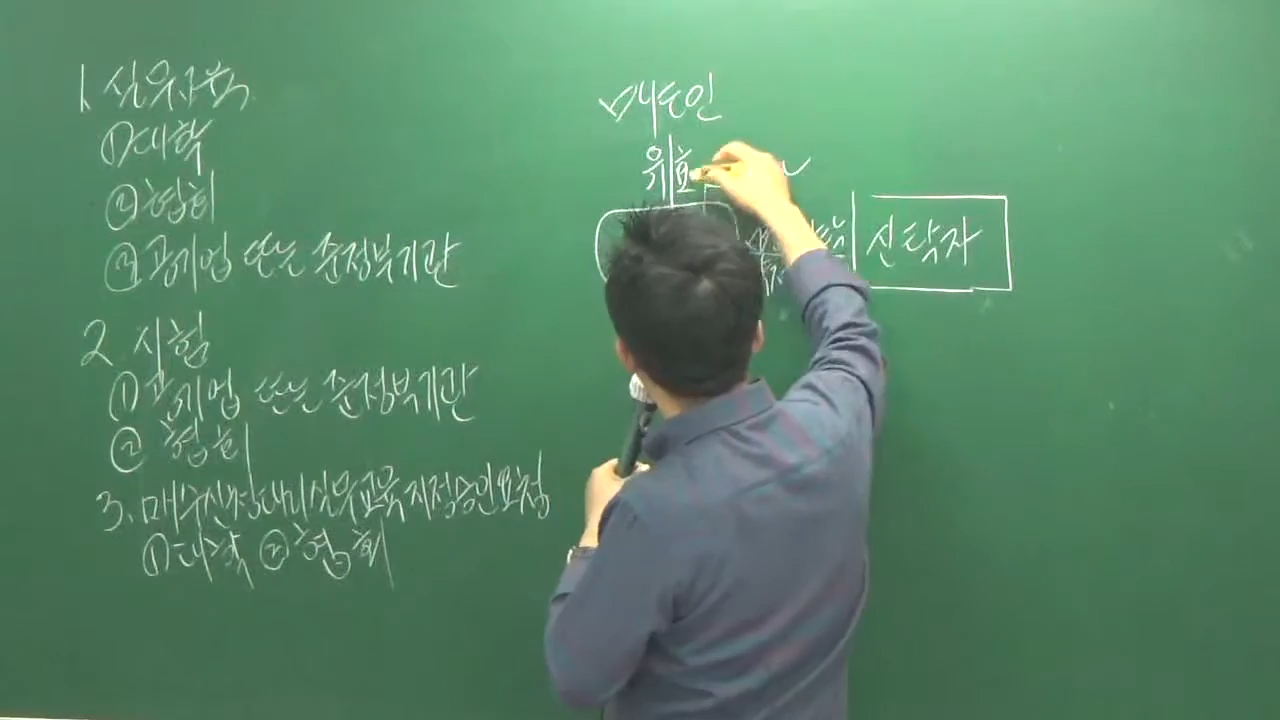 1. 실무교육
① 대학
② 협회
③ 공기업 또는 준정부기관
2. 시험
① 공기업 또는 준정부기관
② 협회
3. 매수신청대리실무교육 지정승인요청
① 대학 ② 협회
매도인
유효
신탁자